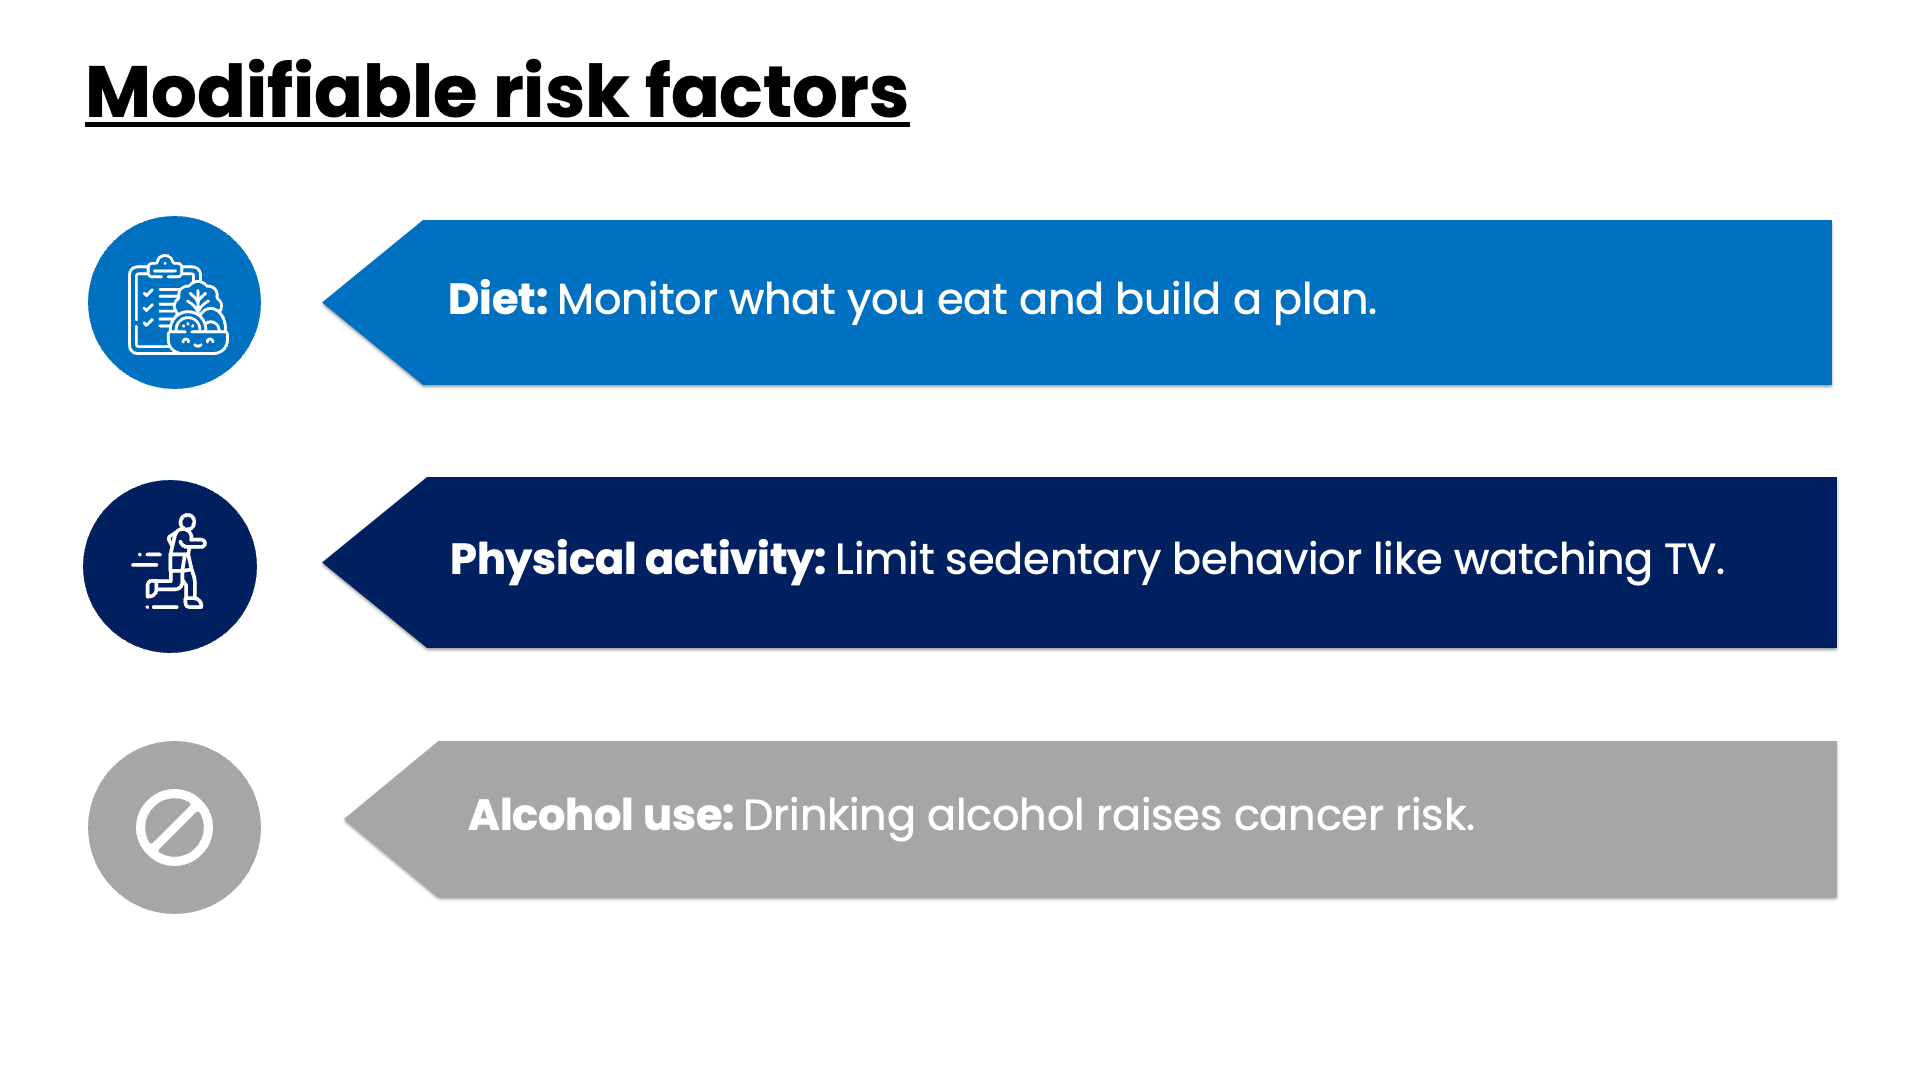 Modifiable risk factors
Diet: Monitor what you eat and build a plan.
Physical activity: Limit sedentary behavior like watching TV.
Alcohol use: Drinking alcohol raises cancer risk.